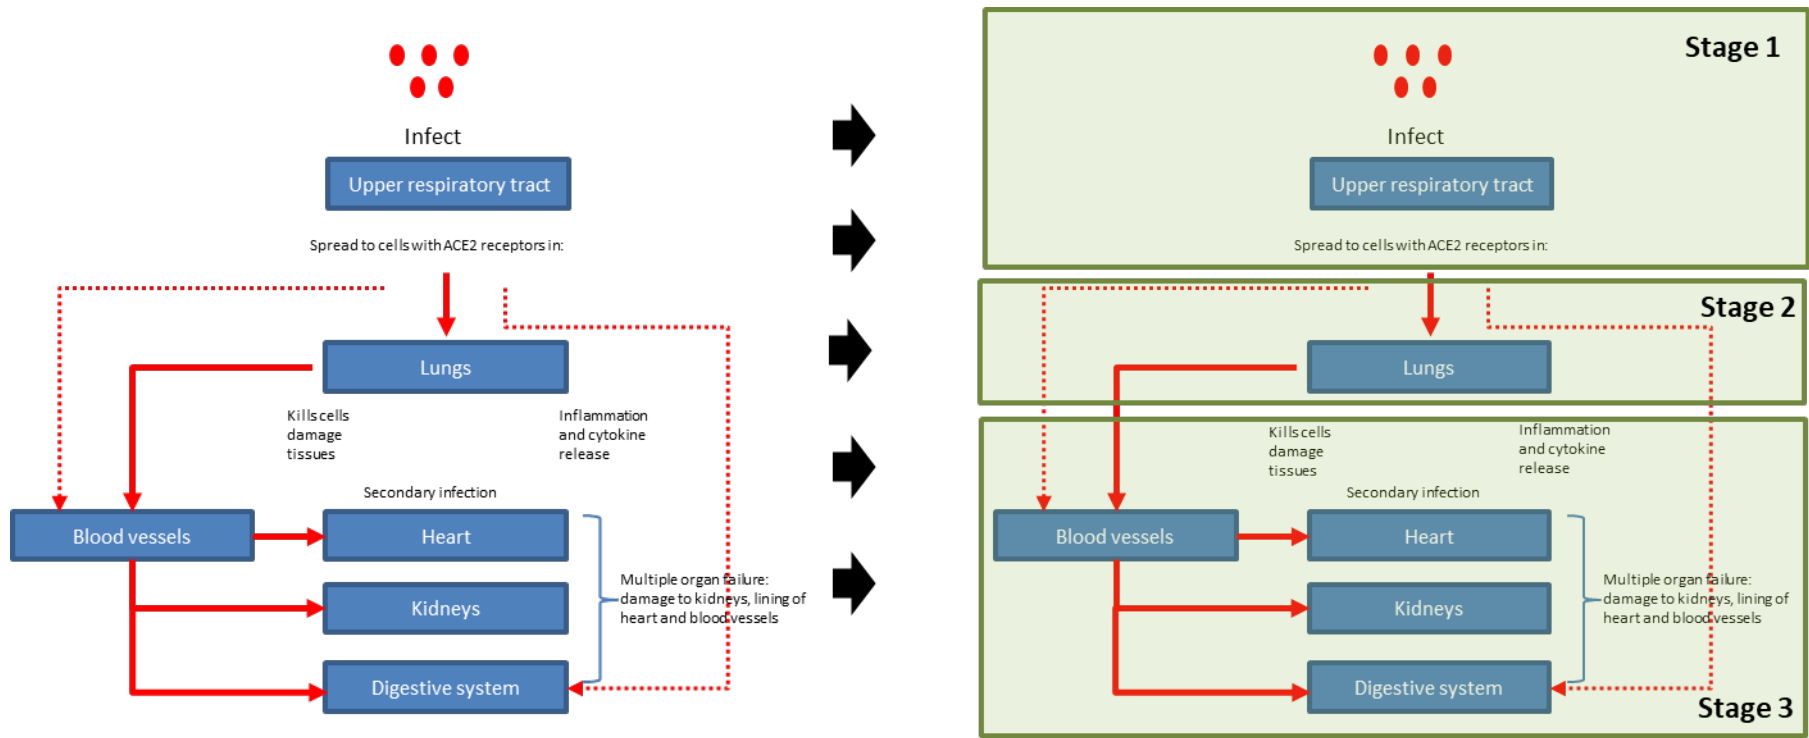 Infect
Upper respiratory tract
Spread to cells with ACE2 receptors in:
Lungs
Kills cells
damage
tissues
Inflammation
and cytokine
release
Secondary infection
Blood vessels
Heart
Kidneys
Digestive system
Multiple organ failure:
damage to kidneys, lining of
heart and blood vessels
Stage 1
Infect
Upper respiratory tract
Spread to cells with ACE2 receptors in:
Stage 2
Lungs
Kills cells
damage
tissues
Inflammation
and cytokine
release
Secondary infection
Blood vessels
Heart
Kidneys
Digestive system
Multiple organ failure:
damage to kidneys, lining of
heart and blood vessels
Stage 3